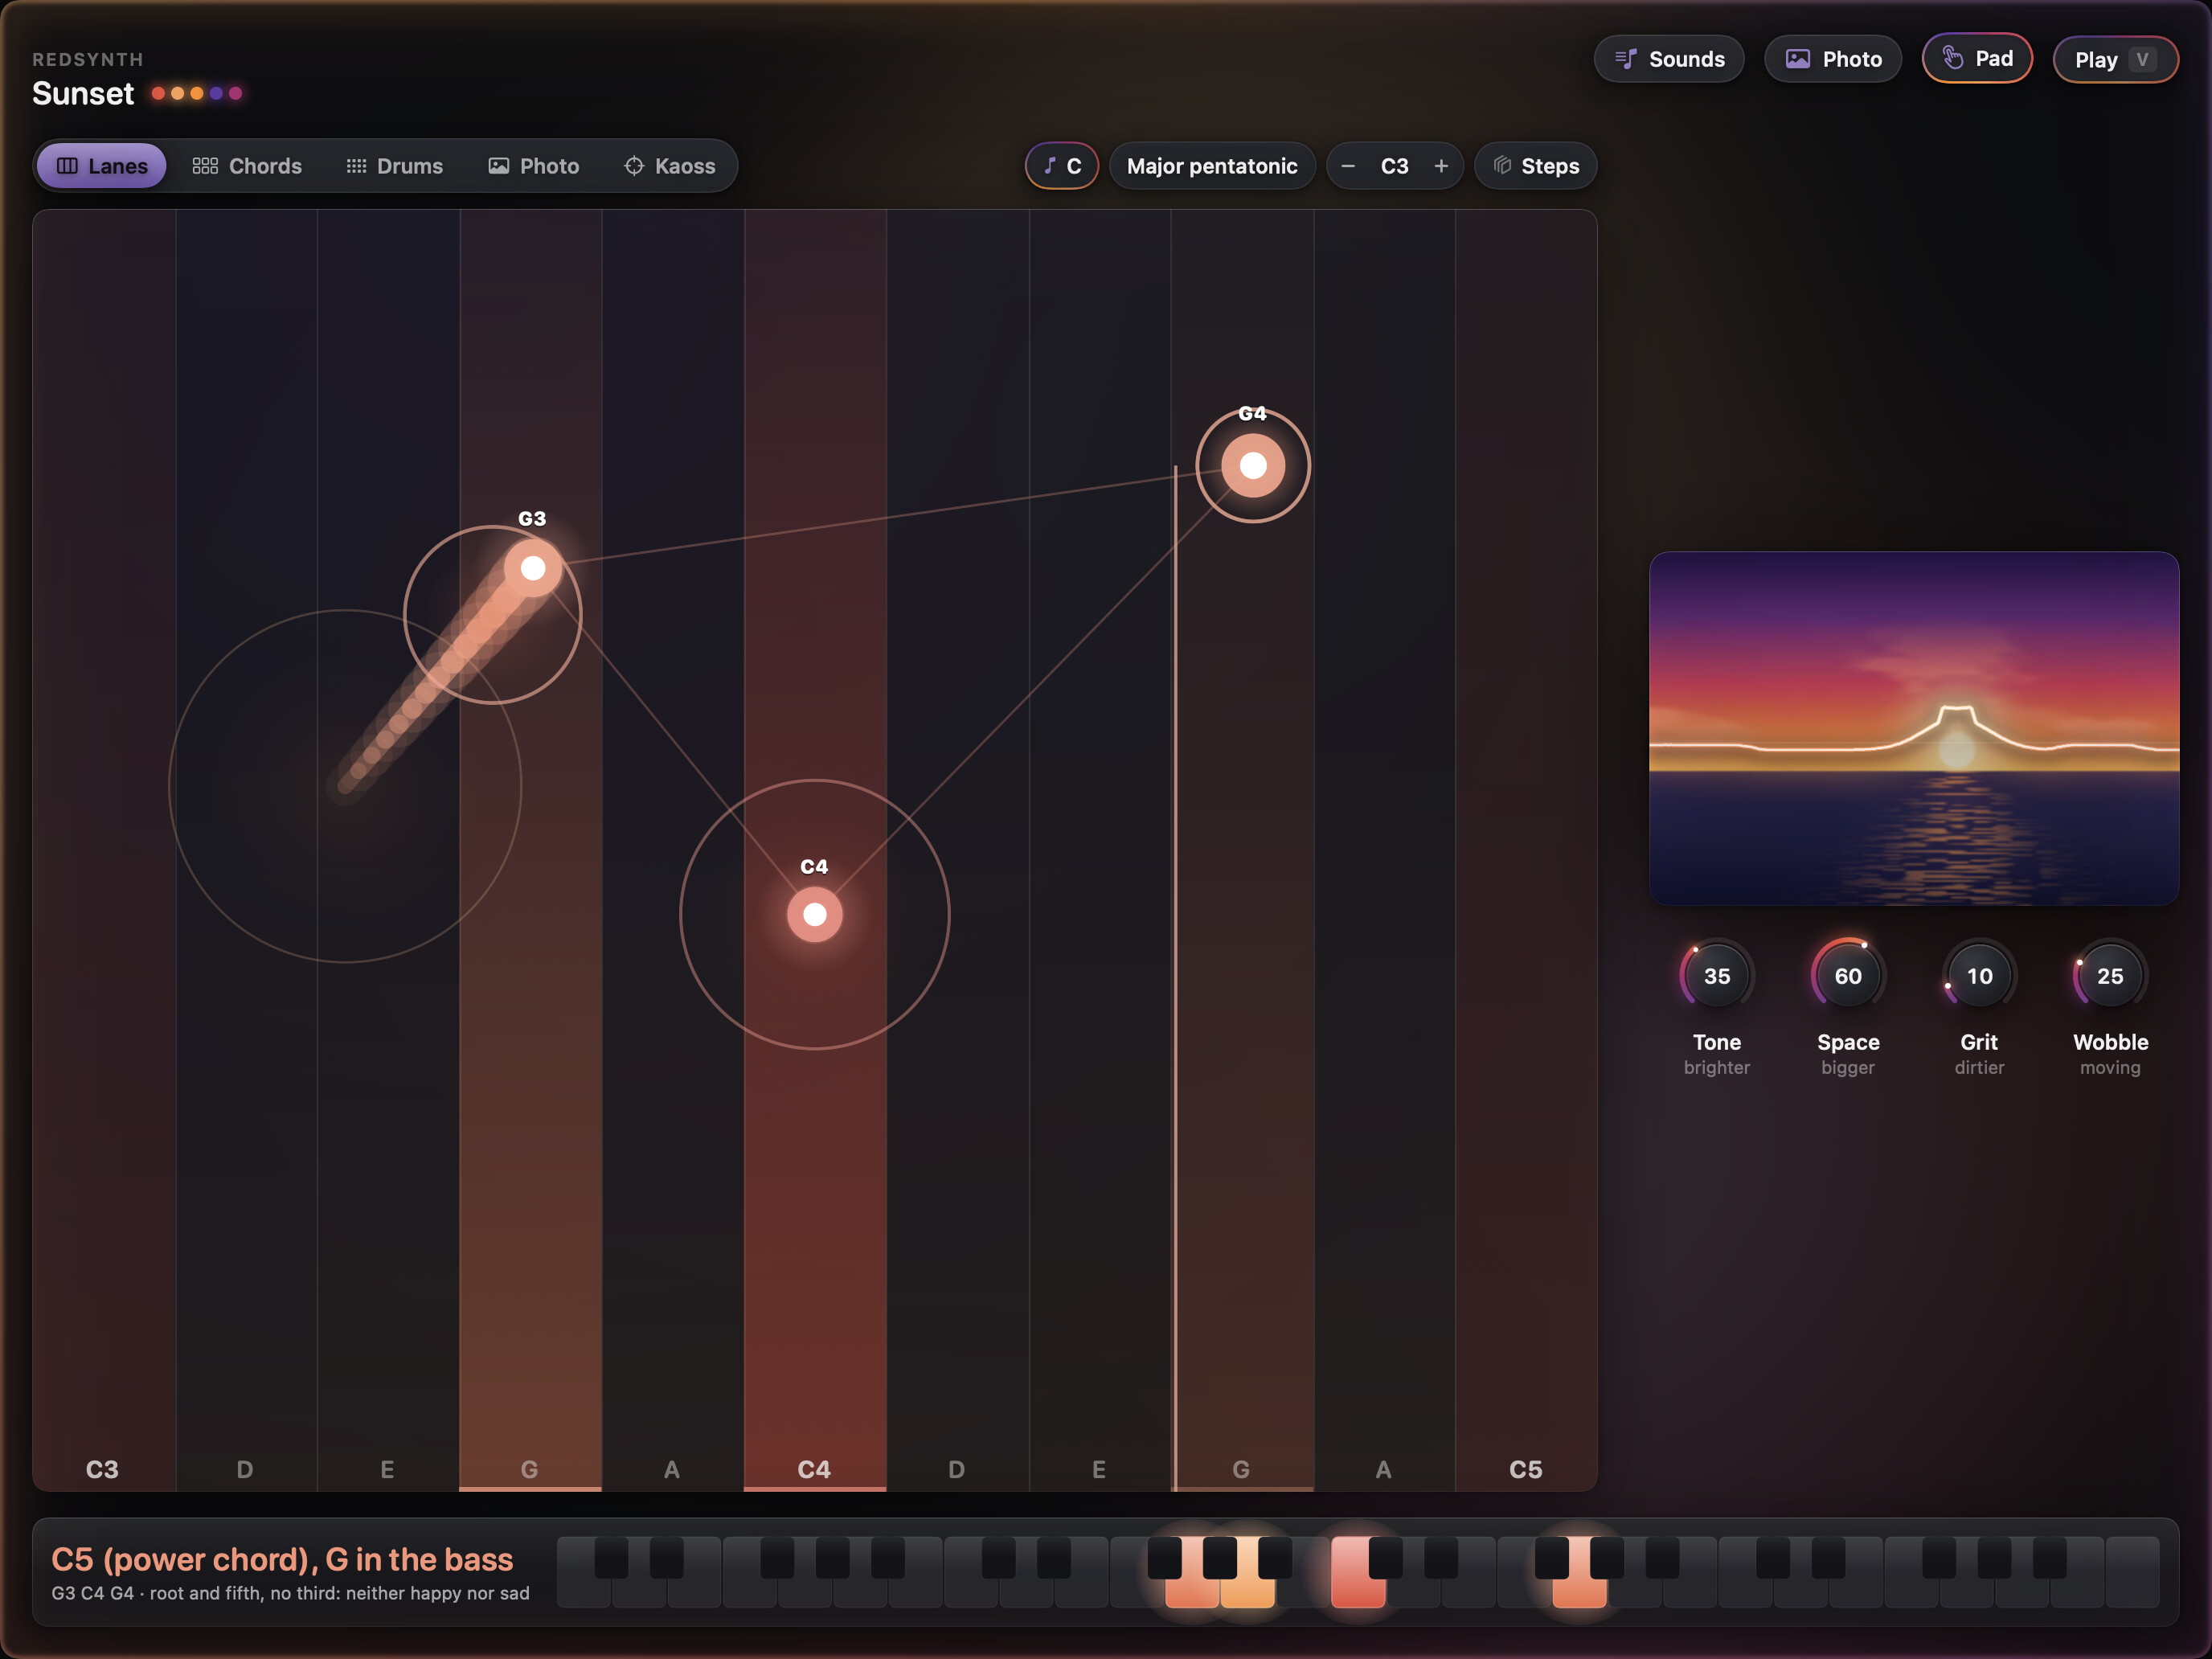 REDSYNTH
Sunset
Sounds
Photo
Pad
Play V
Lanes
Chords
Drums
Photo
Kaoss
C
Major pentatonic
− C3 +
Steps
G4
G3
C4
C3 D E G A C4 D E G A C5
35 60 10 25
Tone Space Grit Wobble
brighter bigger dirtier moving
C5 (power chord), G in the bass
G3 C4 G4 · root and fifth, no third: neither happy nor sad